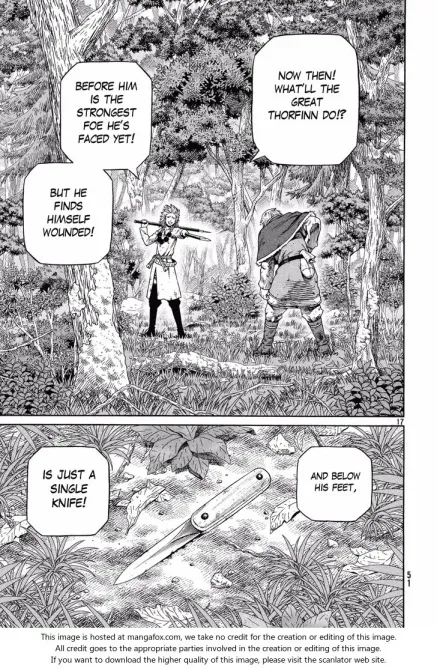 NOW THEN!
WHAT'LL THE
GREAT
THORFINN DO!?
BEFORE HIM
IS THE
STRONGEST
FOE HE'S
FACED YET!
BUT HE
FINDS
HIMSELF
WOUNDED!
17
AND BELOW
HIS FEET,
IS JUST A
SINGLE
KNIFE!
51
This image is hosted at mangafox.com, we take no credit for the creation or editing of this image.
All credit goes to the appropriate parties involved in the creation or editing of this image.
If you want to download the higher quality of this image, please visit the scanlator web site.